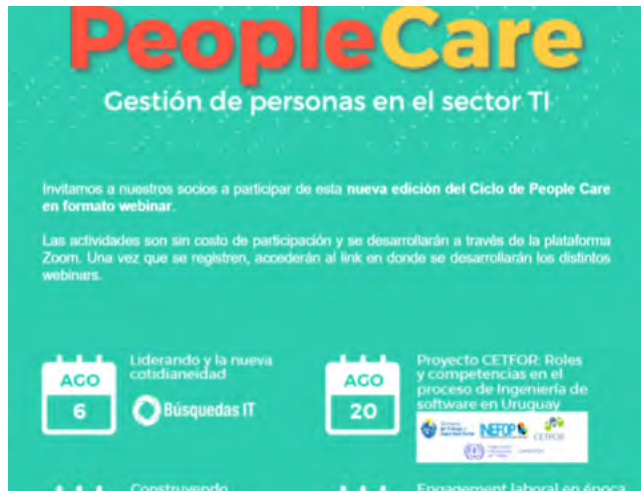 PeopleCare
Gestión de personas en el sector TI
Invitamos a nuestros socios a participar de esta nueva edición del Ciclo de People Care
en formato webinar.
Las actividades son sin costo de participación y se desarrollarán a través de la plataforma
Zoom. Una vez que se registren, accederán al link en donde se desarrollarán los distintos
webinars.
AGO
6
Liderando y la nueva
cotidianeidad
Búsquedas IT
AGO
20
Proyecto CETFOR: Roles
y competencias en el
proceso de Ingeniería de
software en Uruguay
INEFOP
CETFOR
Construyendo
Engagement laboral en época